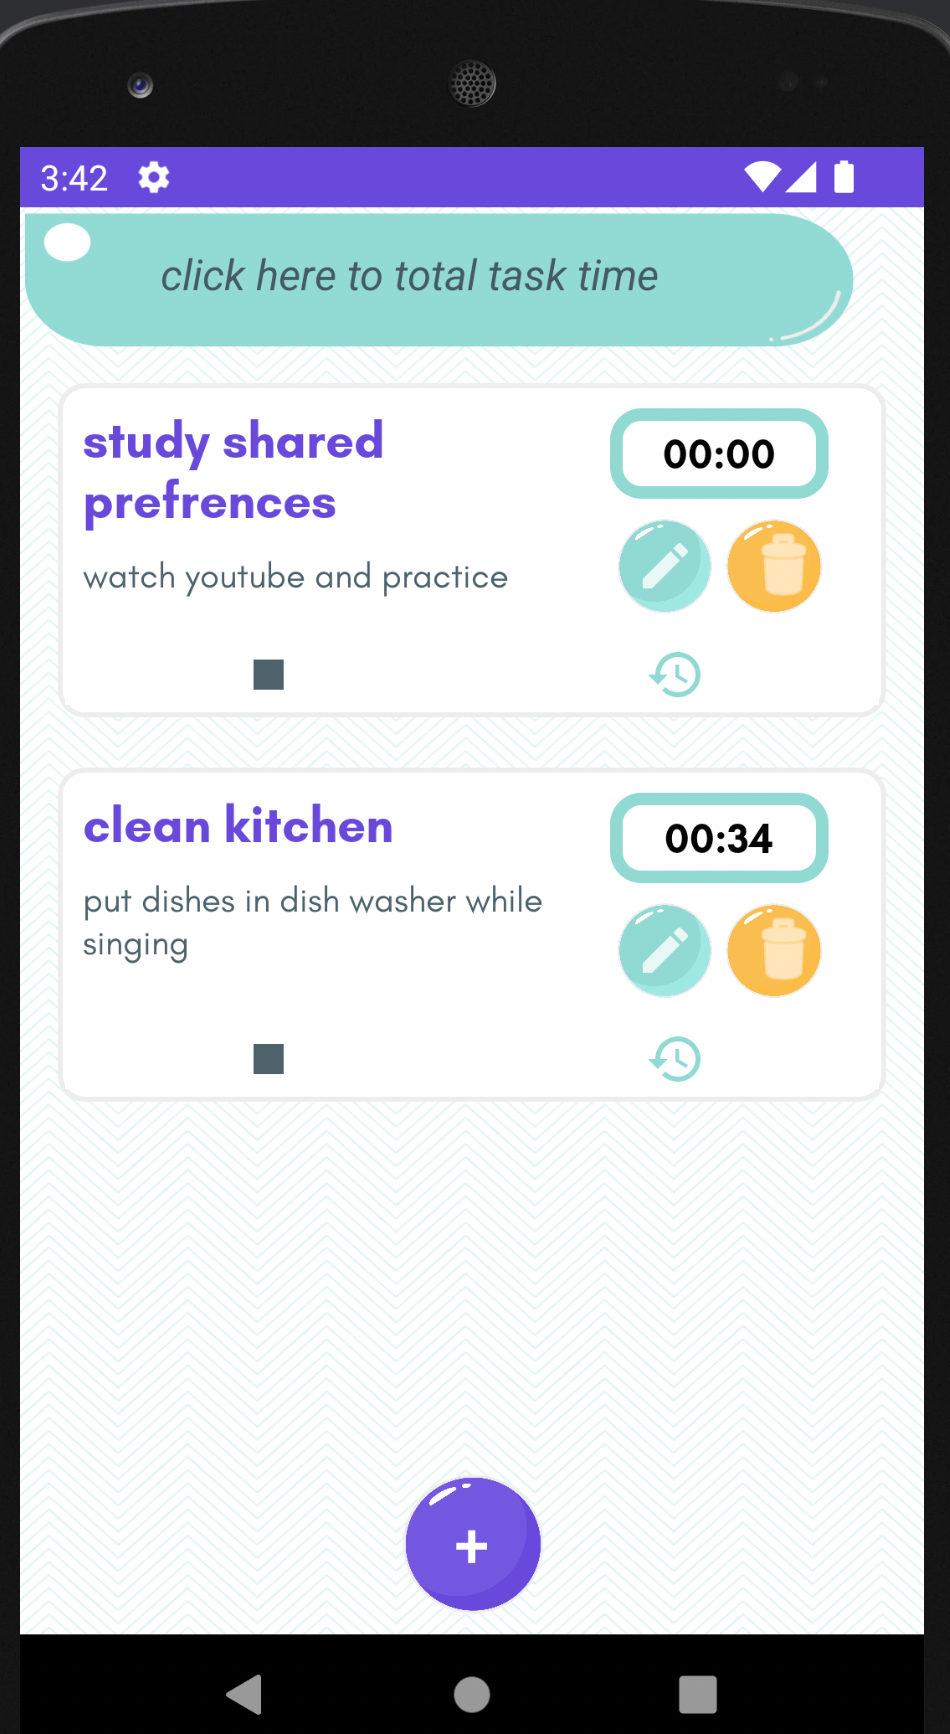 3:42
click here to total task time
study shared
prefrences
00:00
watch youtube and practice
clean kitchen
00:34
put dishes in dish washer while
singing
+